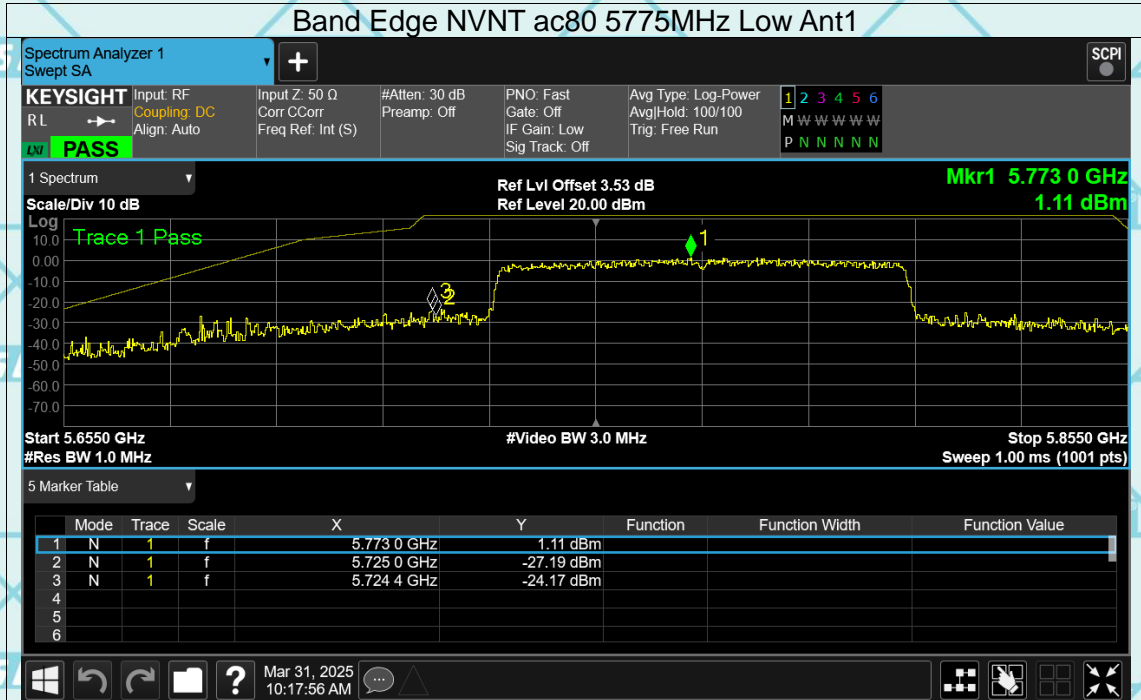 Band Edge NVNT ac80 5775MHz Low Ant1
Spectrum Analyzer 1
Swept SA
+
SCPI
KEYSIGHT
RL
LXI
PASS
Input: RF
Coupling: DC
Align: Auto
Input Z: 50 Ω
Corr CCorr
Freq Ref: Int (S)
#Atten: 30 dB
Preamp: Off
PNO: Fast
Gate: Off
IF Gain: Low
Sig Track: Off
Avg Type: Log-Power
Avg|Hold: 100/100
Trig: Free Run
1 2 3 4 5 6
M W W W W W
P N N N N N
1 Spectrum
Scale/Div 10 dB
Ref Lvl Offset 3.53 dB
Ref Level 20.00 dBm
Mkr1 5.773 0 GHz
1.11 dBm
Log
Trace 1 Pass
10.0
0.00
-10.0
-20.0
-30.0
-40.0
-50.0
-60.0
-70.0
1
3
2
Start 5.6550 GHz
#Video BW 3.0 MHz
Stop 5.8550 GHz
#Res BW 1.0 MHz
Sweep 1.00 ms (1001 pts)
5 Marker Table
Mode Trace Scale X Y Function Function Width Function Value
1 N 1 f 5.773 0 GHz 1.11 dBm
2 N 1 f 5.725 0 GHz -27.19 dBm
3 N 1 f 5.724 4 GHz -24.17 dBm
4
5
6
?
Mar 31, 2025
10:17:56 AM